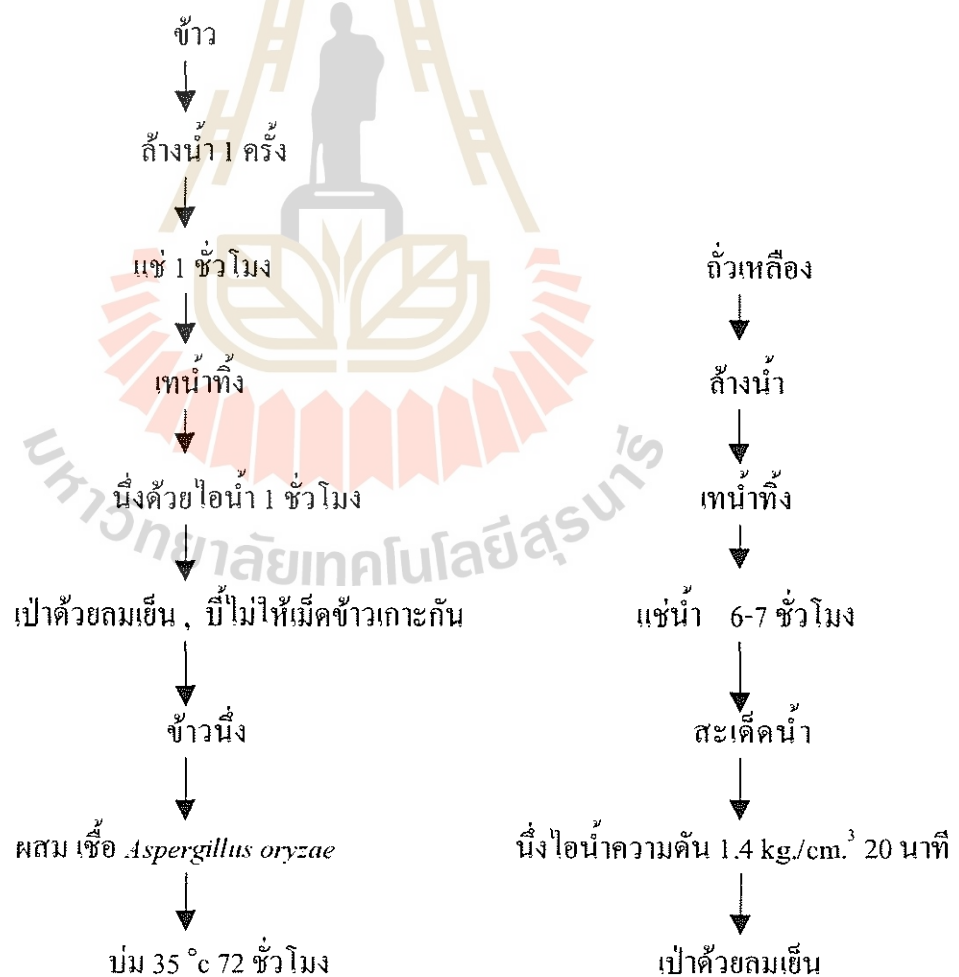 ข้าว
ล้างน้ำ 1 ครั้ง
แช่ 1 ชั่วโมง
เทน้ำทิ้ง
นึ่งด้วยไอน้ำ 1 ชั่วโมง
เป่าด้วยลมเย็น , บี้ไม่ให้เม็ดข้าวเกาะกัน
ข้าวนึ่ง
ผสม เชื้อ Aspergillus oryzae
บ่ม 35 °c 72 ชั่วโมง
ถั่วเหลือง
ล้างน้ำ
เทน้ำทิ้ง
แช่น้ำ 6-7 ชั่วโมง
สะเด็ดน้ำ
นึ่งไอน้ำความดัน 1.4 kg./cm.³ 20 นาที
เป่าด้วยลมเย็น
มหาวิทยาลัยเทคโนโลยีสุรนารี